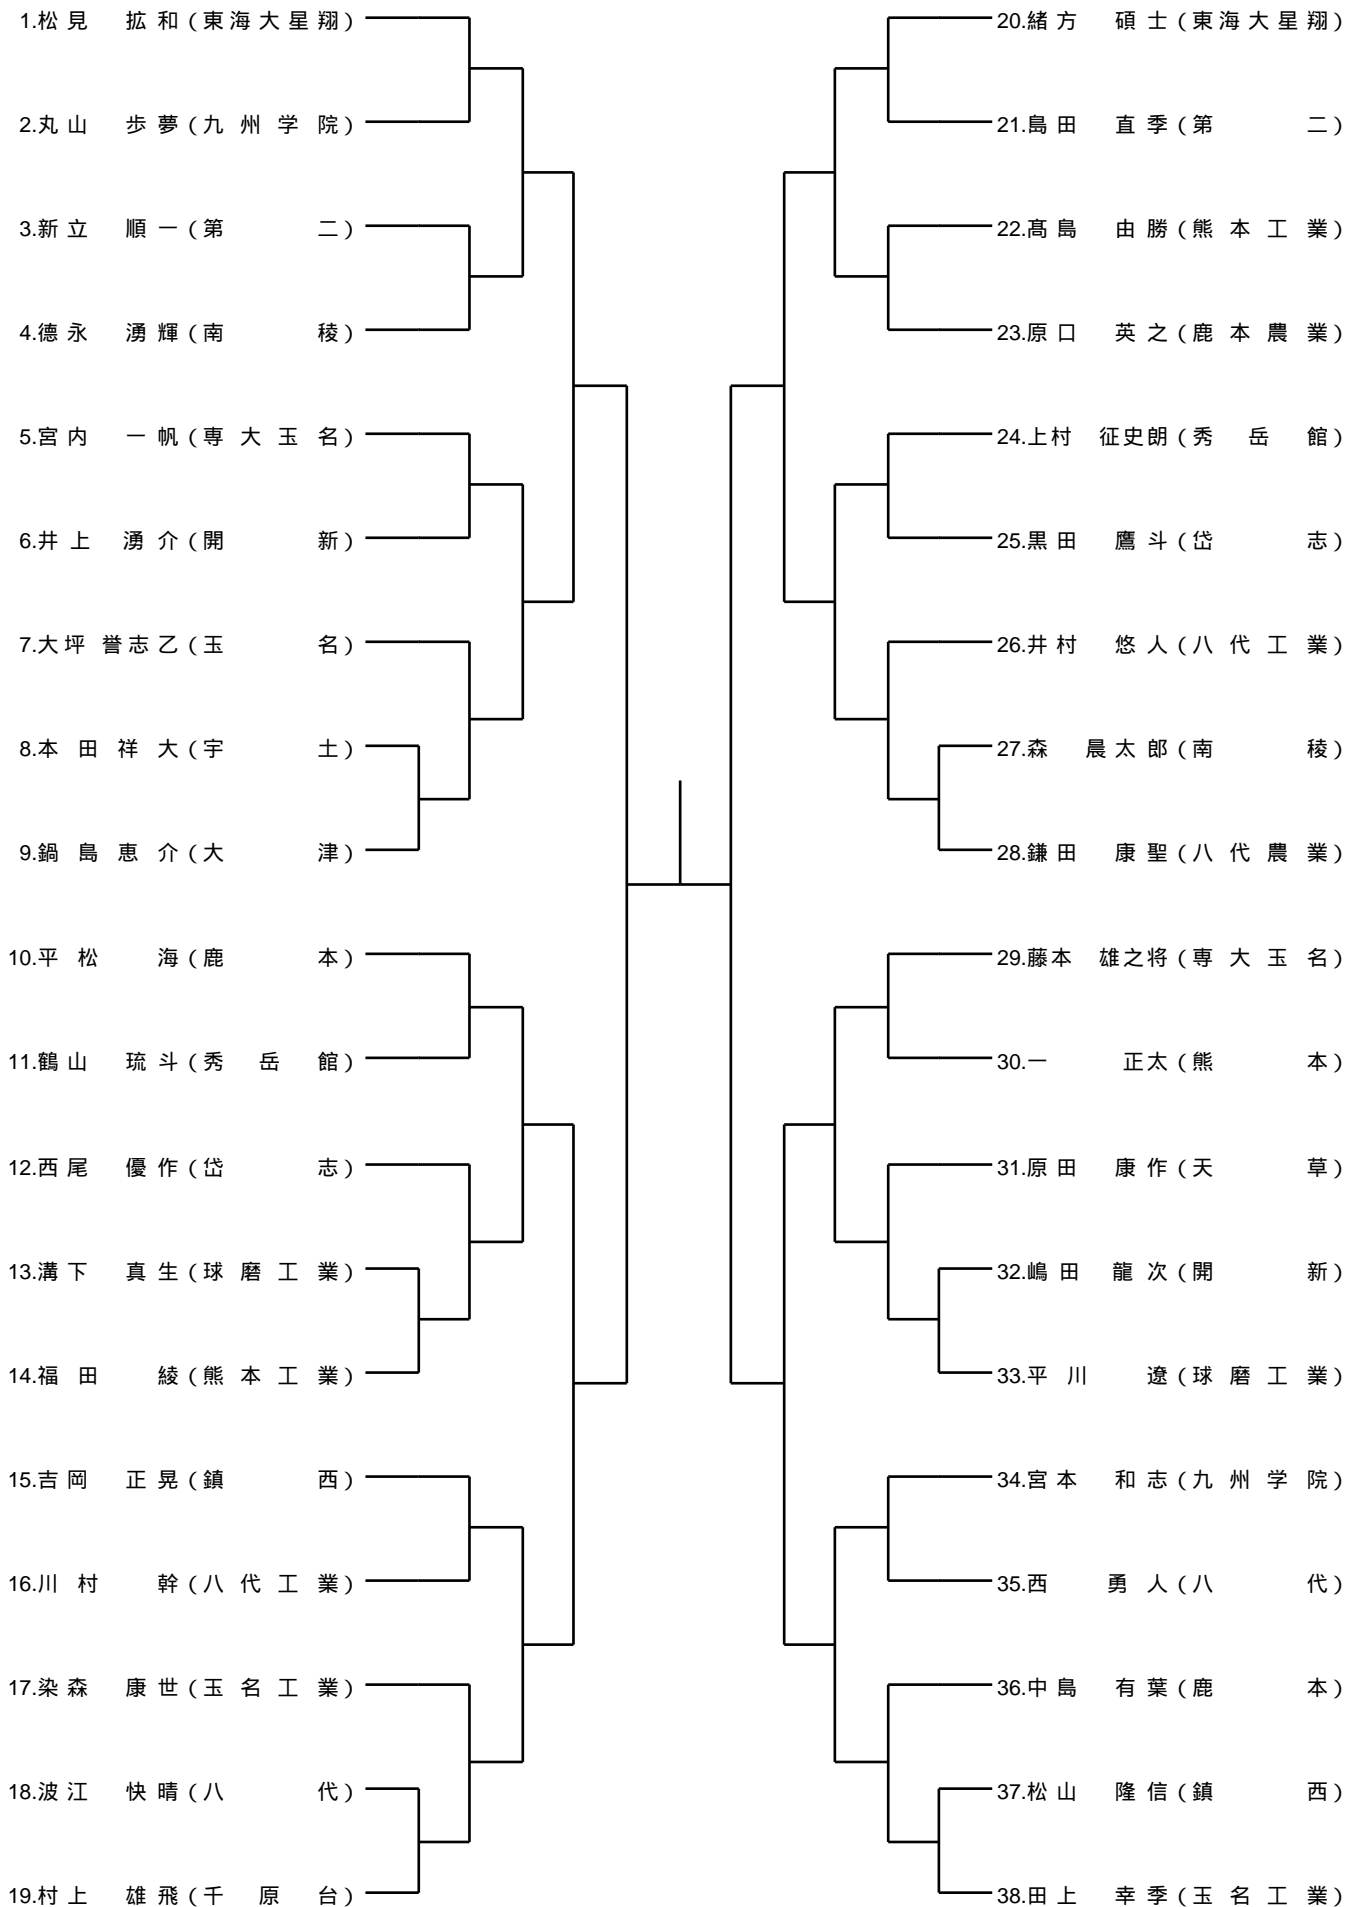 1.松見 拡和(東海大星翔)
2.丸山 歩夢(九州学院)
3.新立 順一(第二)
4.德永 湧輝(南稜)
5.宮内 一帆(専大玉名)
6.井上 湧介(開新)
7.大坪 誉志乙(玉名)
8.本田祥大(宇土)
9.鍋島恵介(大津)
10.平松 海(鹿本)
11.鶴山 琉斗(秀岳館)
12.西尾 優作(岱志)
13.溝下 真生(球磨工業)
14.福田 綾(熊本工業)
15.吉岡 正晃(鎮西)
16.川村 幹(八代工業)
17.染森 康世(玉名工業)
18.波江 快晴(八代)
19.村上 雄飛(千原台)
20.緒方 碩士(東海大星翔)
21.島田 直季(第二)
22.髙島 由勝(熊本工業)
23.原口 英之(鹿本農業)
24.上村 征史朗(秀岳館)
25.黒田 鷹斗(岱志)
26.井村 悠人(八代工業)
27.森 晨太郎(南稜)
28.鎌田 康聖(八代農業)
29.藤本 雄之将(専大玉名)
30.一 正太(熊本)
31.原田 康作(天草)
32.嶋田 龍次(開新)
33.平川 遼(球磨工業)
34.宮本 和志(九州学院)
35.西 勇人(八代)
36.中島 有葉(鹿本)
37.松山 隆信(鎮西)
38.田上 幸季(玉名工業)